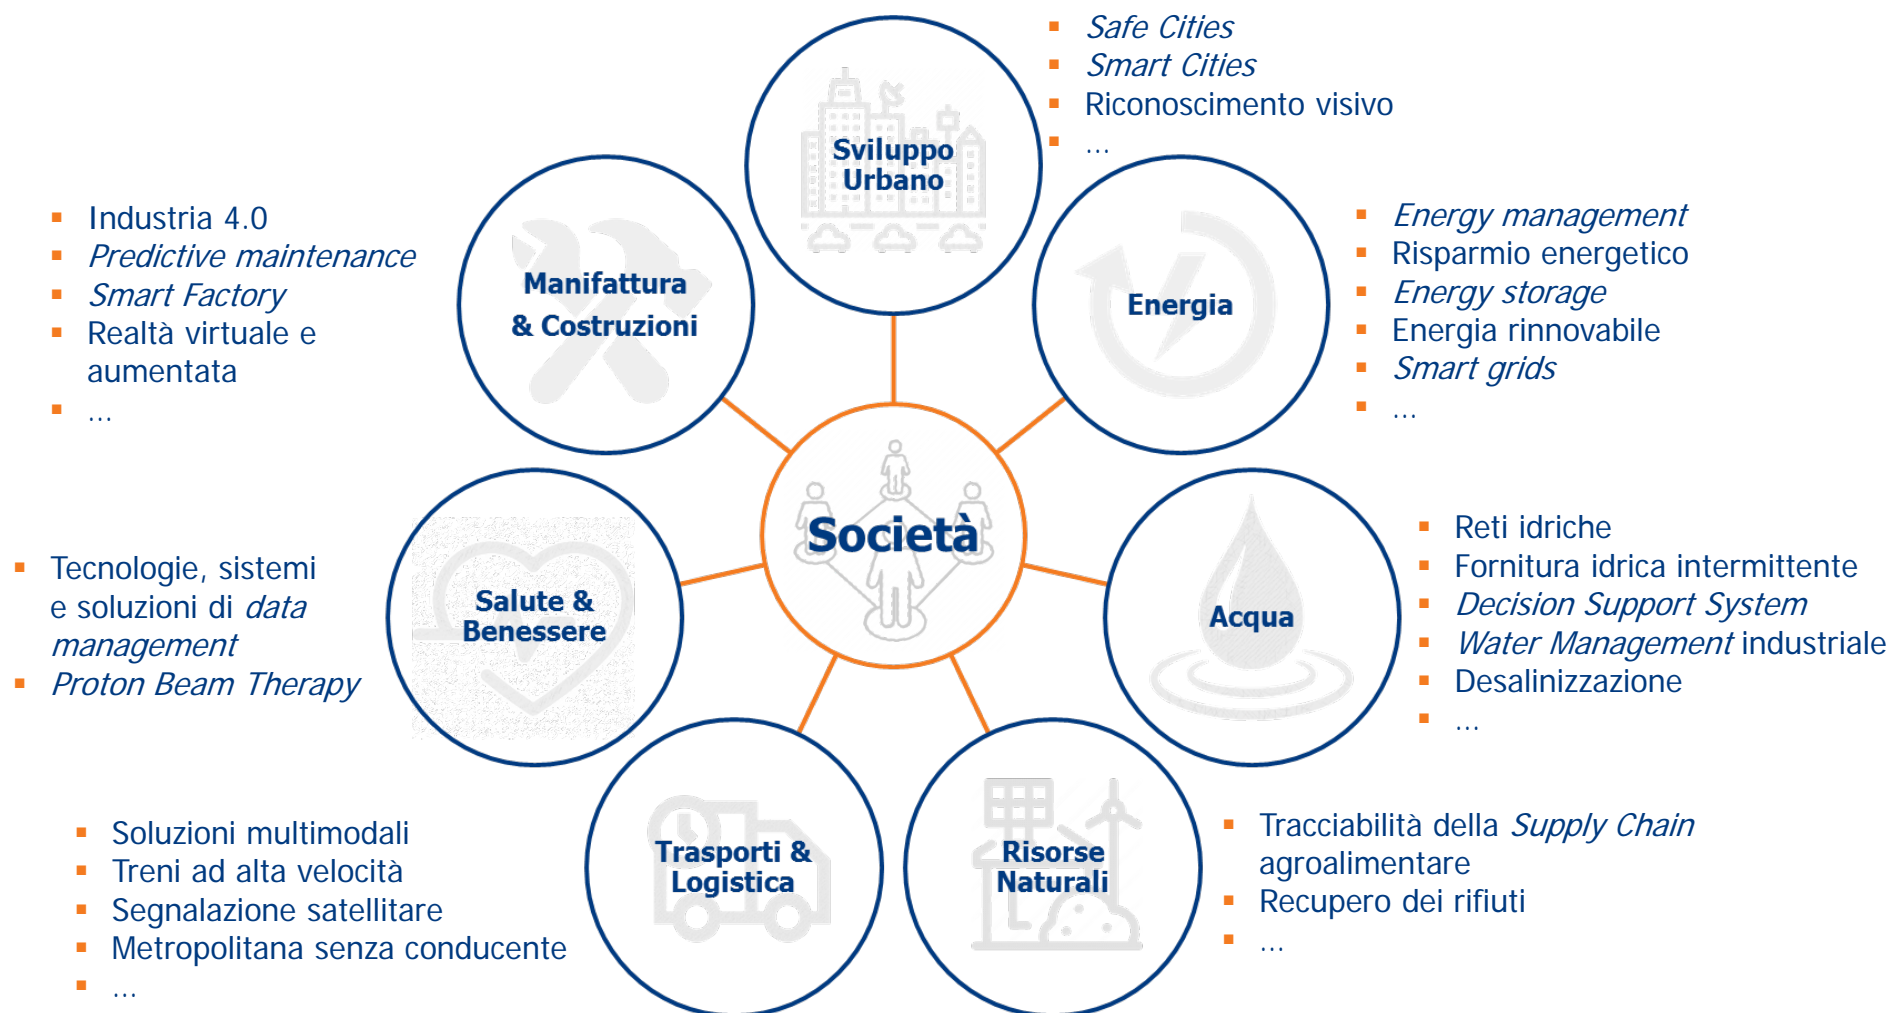 Safe Cities
Smart Cities
Riconoscimento visivo
...
Sviluppo
Urbano
Industria 4.0
Predictive maintenance
Smart Factory
Realtà virtuale e
aumentata
...
Manifattura
& Costruzioni
Energia
Energy management
Risparmio energetico
Energy storage
Energia rinnovabile
Smart grids
...
Società
Tecnologie, sistemi
e soluzioni di data
management
Proton Beam Therapy
Salute &
Benessere
Acqua
Reti idriche
Fornitura idrica intermittente
Decision Support System
Water Management industriale
Desalinizzazione
...
Soluzioni multimodali
Treni ad alta velocità
Segnalazione satellitare
Metropolitana senza conducente
...
Trasporti &
Logistica
Risorse
Naturali
Tracciabilità della Supply Chain
agroalimentare
Recupero dei rifiuti
...